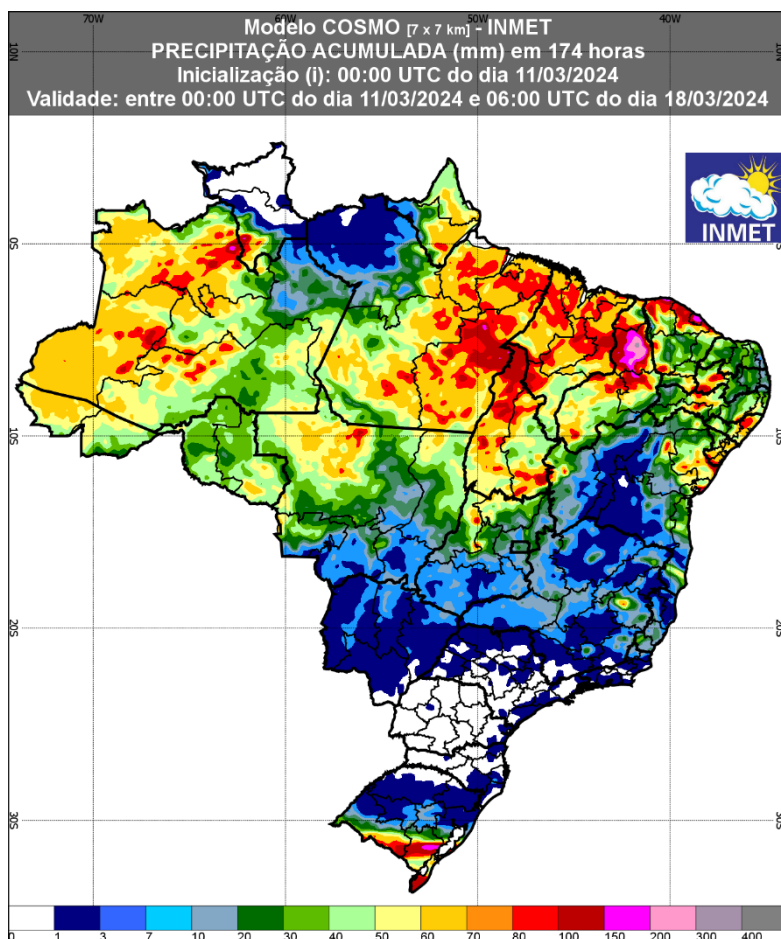 Modelo COSMO [7 x 7 km] - INMET
PRECIPITAÇÃO ACUMULADA (mm) em 174 horas
Inicialização (i): 00:00 UTC do dia 11/03/2024
Validade: entre 00:00 UTC do dia 11/03/2024 e 06:00 UTC do dia 18/03/2024
70W 60W 50W 40W
10N
INMET
10S 10S
20S 20S
30S 30S
0 1 3 7 10 20 30 40 50 60 70 80 100 150 200 300 400